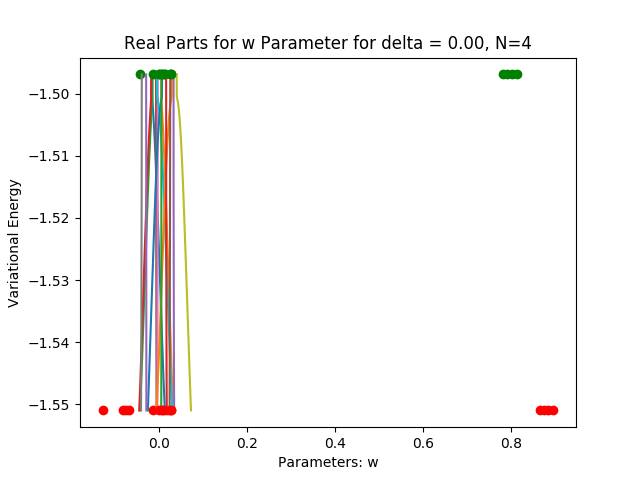 Real Parts for w Parameter for delta = 0.00, N=4
−1.50
−1.51
−1.52
−1.53
−1.54
−1.55
Variational Energy
0.0 0.2 0.4 0.6 0.8
Parameters: w